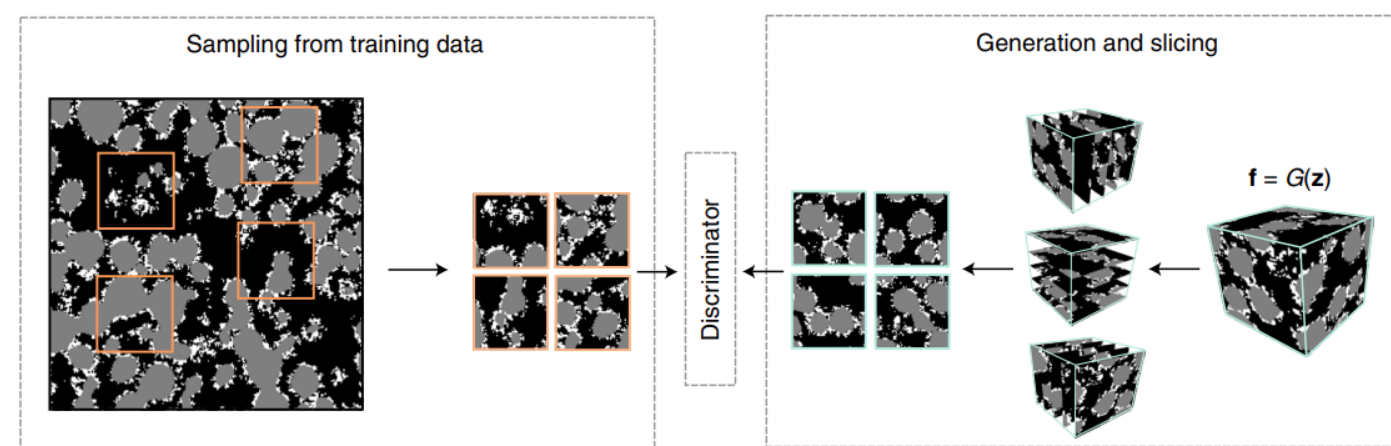 Sampling from training data
Generation and slicing
Discriminator
f = G(z)